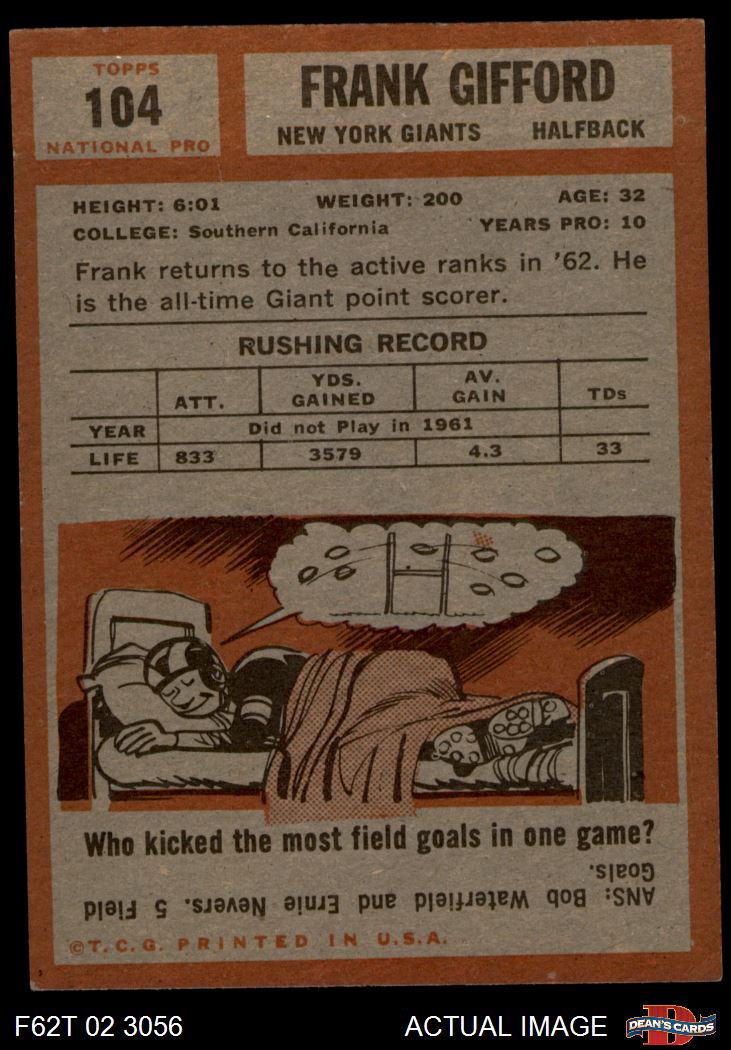 TOPPS
104
NATIONAL PRO
FRANK GIFFORD
NEW YORK GIANTS HALFBACK
HEIGHT: 6:01 WEIGHT: 200 AGE: 32
COLLEGE: Southern California YEARS PRO: 10
Frank returns to the active ranks in '62. He
is the all-time Giant point scorer.
RUSHING RECORD
ATT. YDS. GAINED AV. GAIN TDs
YEAR Did not Play in 1961
LIFE 833 3579 4.3 33
Who kicked the most field goals in one game?
ANS: Bob Waterfield and Ernie Nevers. 5 Field
Goals.
©T.C.G. PRINTED IN U.S.A.
F62T 02 3056 ACTUAL IMAGE
D
DEAN'S CARDS